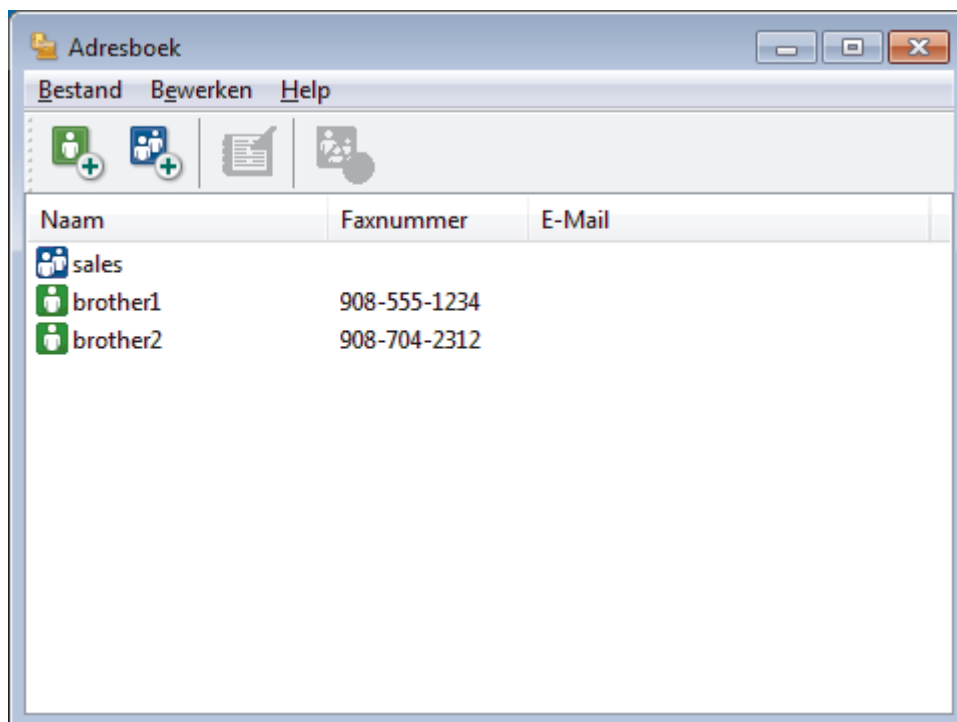 Adresboek
Bestand Bewerken Help
Naam Faxnummer E-Mail
sales
brother1 908-555-1234
brother2 908-704-2312